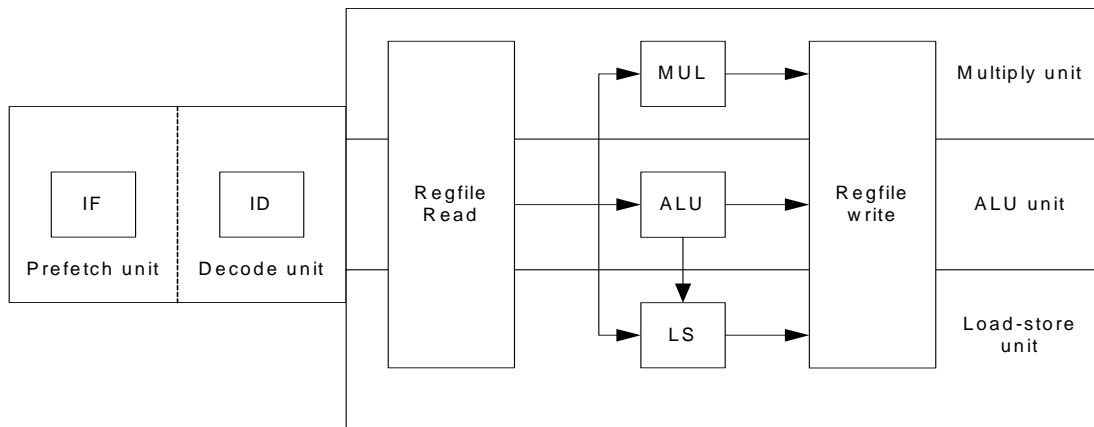 IF
Prefetch unit
ID
Decode unit
Regfile
Read
MUL
ALU
LS
Regfile
write
Multiply unit
ALU unit
Load-store
unit